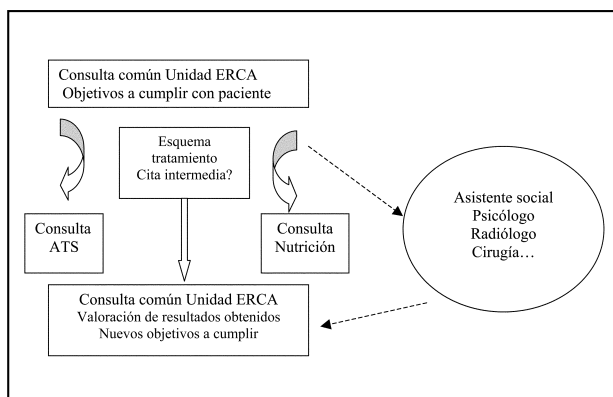 Consulta común Unidad ERCA
Objetivos a cumplir con paciente
Esquema
tratamiento
Cita intermedia?
Consulta
ATS
Consulta
Nutrición
Asistente social
Psicólogo
Radiólogo
Cirugía…
Consulta común Unidad ERCA
Valoración de resultados obtenidos
Nuevos objetivos a cumplir